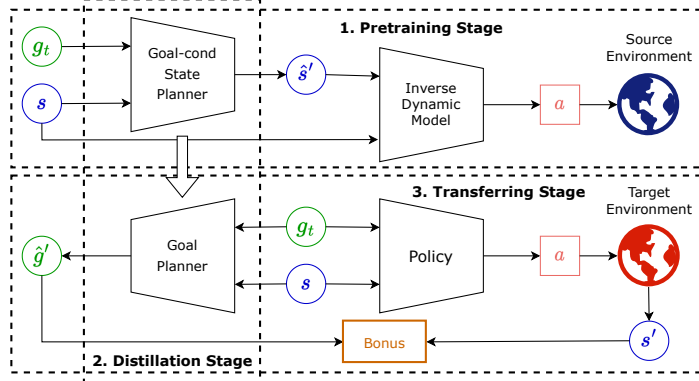 1. Pretraining Stage
g_t
Goal-cond
State
Planner
ŝ′
s
Inverse
Dynamic
Model
a
Source
Environment
3. Transferring Stage
Target
Environment
ĝ′
Goal
Planner
g_t
s
Policy
a
Bonus
s′
2. Distillation Stage